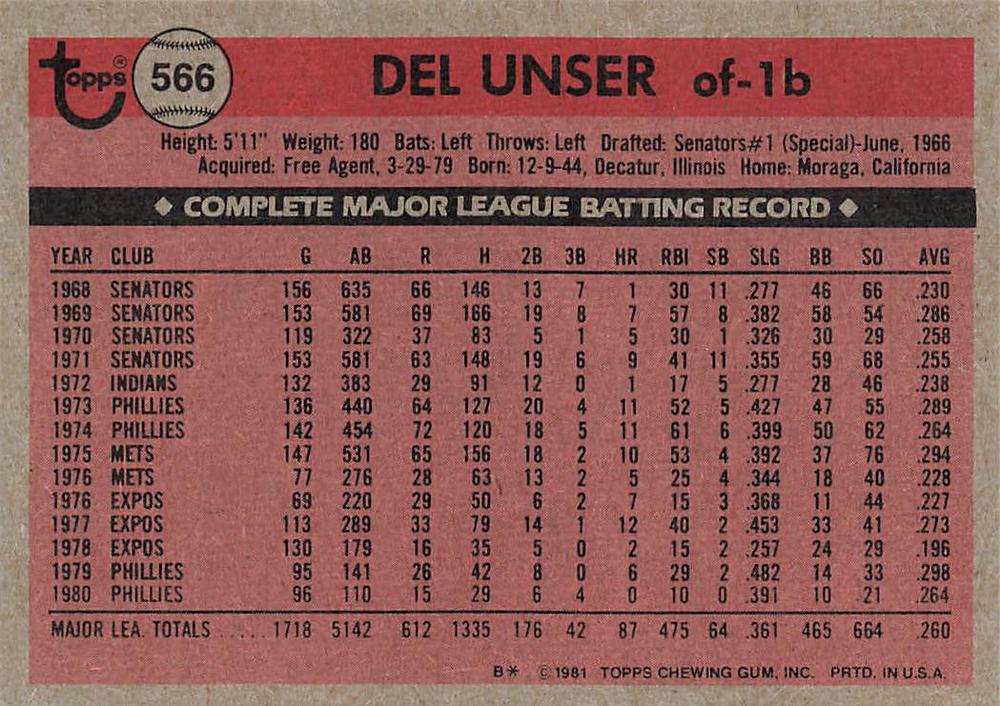 topps® 566 DEL UNSER of-1b
Height: 5'11" Weight: 180 Bats: Left Throws: Left Drafted: Senators#1 (Special)-June, 1966
Acquired: Free Agent, 3-29-79 Born: 12-9-44, Decatur, Illinois Home: Moraga, California
◆ COMPLETE MAJOR LEAGUE BATTING RECORD ◆
YEAR CLUB G AB R H 2B 3B HR RBI SB SLG BB SO AVG
1968 SENATORS 156 635 66 146 13 7 1 30 11 .277 46 66 .230
1969 SENATORS 153 581 69 166 19 8 7 57 8 .382 58 54 .286
1970 SENATORS 119 322 37 83 5 1 5 30 1 .326 30 29 .258
1971 SENATORS 153 581 63 148 19 6 9 41 11 .355 59 68 .255
1972 INDIANS 132 383 29 91 12 0 1 17 5 .277 28 46 .238
1973 PHILLIES 136 440 64 127 20 4 11 52 5 .427 47 55 .289
1974 PHILLIES 142 454 72 120 18 5 11 61 6 .399 50 62 .264
1975 METS 147 531 65 156 18 2 10 53 4 .392 37 76 .294
1976 METS 77 276 28 63 13 2 5 25 4 .344 18 40 .228
1976 EXPOS 69 220 29 50 6 2 7 15 3 .368 11 44 .227
1977 EXPOS 113 289 33 79 14 1 12 40 2 .453 33 41 .273
1978 EXPOS 130 179 16 35 5 0 2 15 2 .257 24 29 .196
1979 PHILLIES 95 141 26 42 8 0 6 29 2 .482 14 33 .298
1980 PHILLIES 96 110 15 29 6 4 0 10 0 .391 10 21 .264
MAJOR LEA. TOTALS ..... 1718 5142 612 1335 176 42 87 475 64 .361 465 664 .260
B* ©1981 TOPPS CHEWING GUM, INC. PRTD. IN U.S.A.